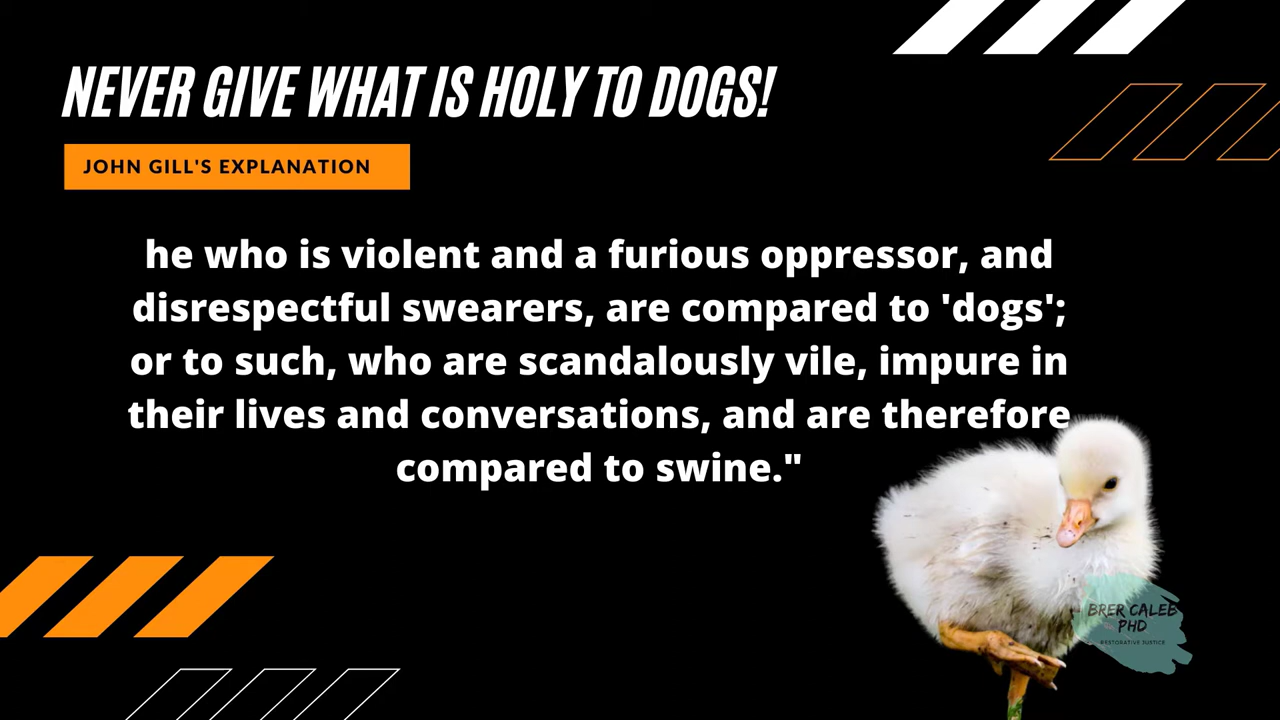 NEVER GIVE WHAT IS HOLY TO DOGS!
JOHN GILL'S EXPLANATION
he who is violent and a furious oppressor, and
disrespectful swearers, are compared to 'dogs';
or to such, who are scandalously vile, impure in
their lives and conversations, and are therefore
compared to swine."
BRER CALEB
PHD
RESTORATIVE JUSTICE